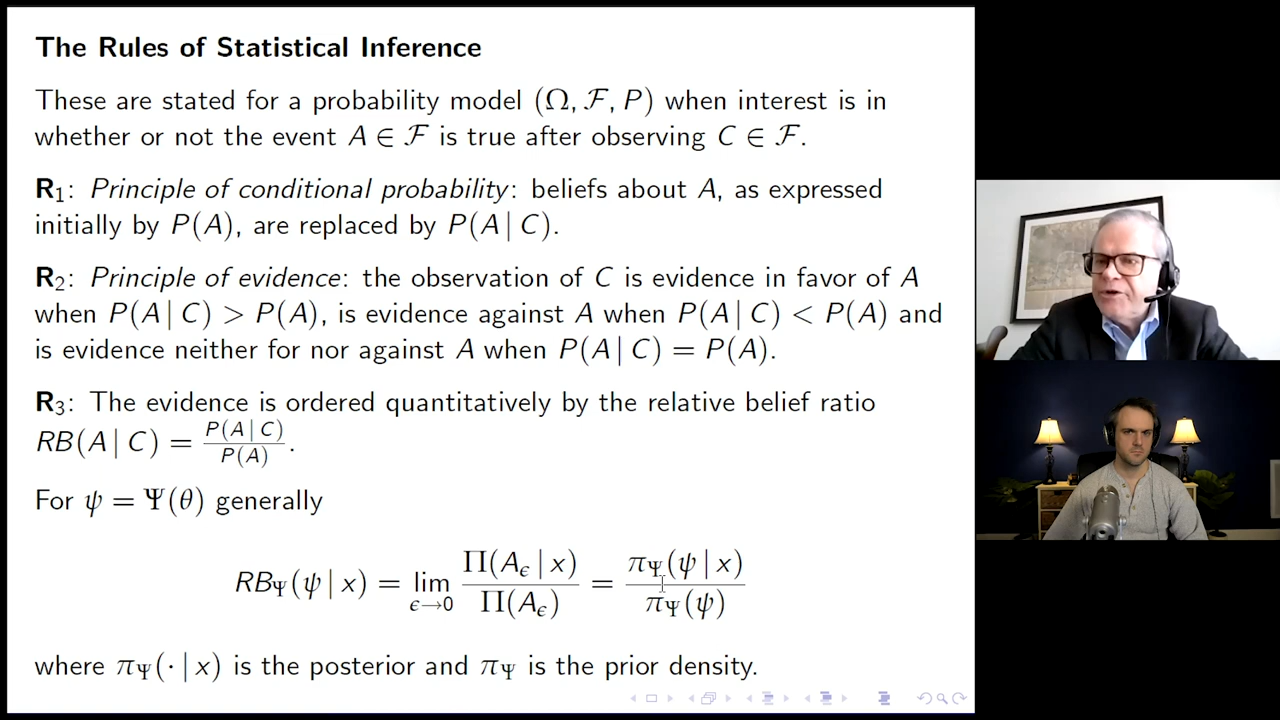 The Rules of Statistical Inference
These are stated for a probability model (Ω, ℱ, P) when interest is in
whether or not the event A ∈ ℱ is true after observing C ∈ ℱ.
R₁: Principle of conditional probability: beliefs about A, as expressed
initially by P(A), are replaced by P(A | C).
R₂: Principle of evidence: the observation of C is evidence in favor of A
when P(A | C) > P(A), is evidence against A when P(A | C) < P(A) and
is evidence neither for nor against A when P(A | C) = P(A).
R₃: The evidence is ordered quantitatively by the relative belief ratio
RB(A | C) = P(A | C) / P(A).
For ψ = Ψ(θ) generally
RB_Ψ(ψ | x) = lim_{ϵ→0} Π(A_ϵ | x) / Π(A_ϵ) = π_Ψ(ψ | x) / π_Ψ(ψ)
where π_Ψ(· | x) is the posterior and π_Ψ is the prior density.